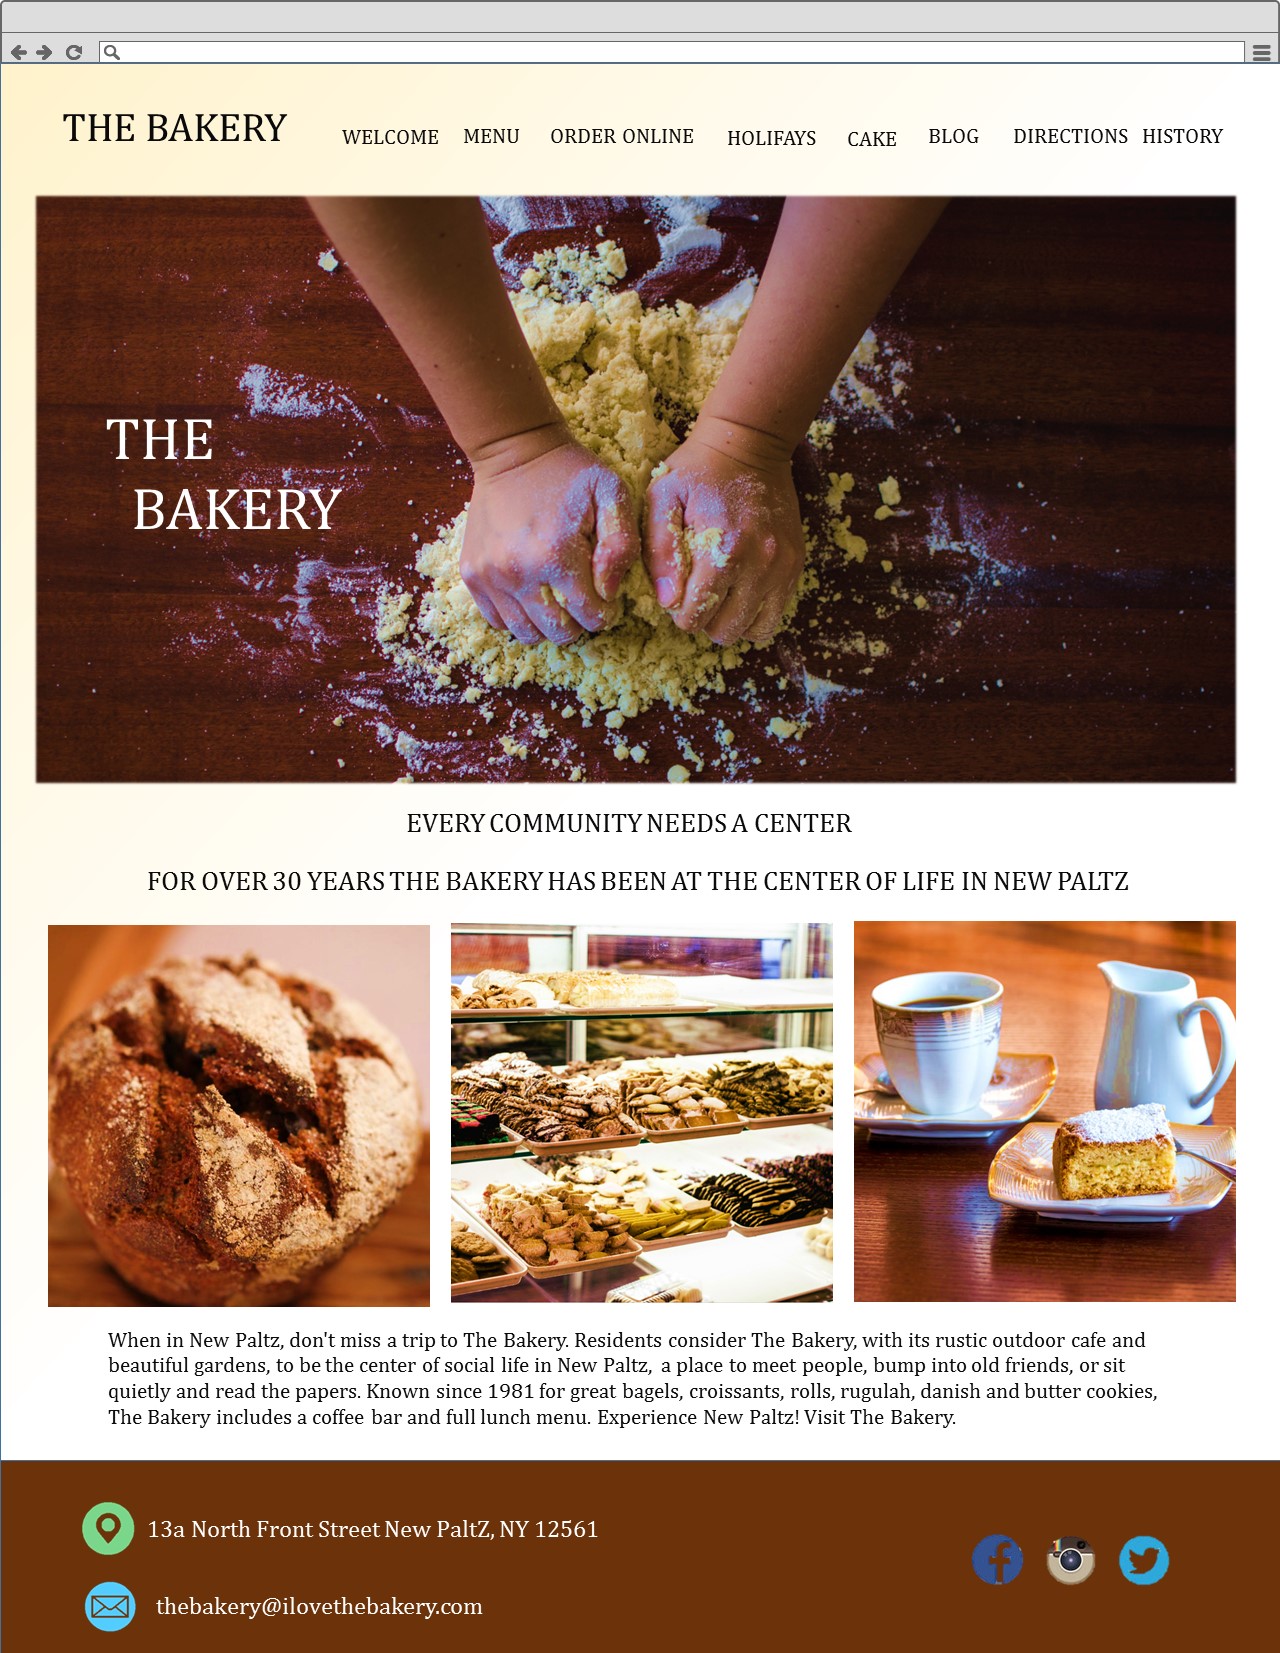 THE BAKERY
WELCOME MENU ORDER ONLINE HOLIFAYS CAKE BLOG DIRECTIONS HISTORY
THE
BAKERY
EVERY COMMUNITY NEEDS A CENTER
FOR OVER 30 YEARS THE BAKERY HAS BEEN AT THE CENTER OF LIFE IN NEW PALTZ
When in New Paltz, don't miss a trip to The Bakery. Residents consider The Bakery, with its rustic outdoor cafe and
beautiful gardens, to be the center of social life in New Paltz, a place to meet people, bump into old friends, or sit
quietly and read the papers. Known since 1981 for great bagels, croissants, rolls, rugulah, danish and butter cookies,
The Bakery includes a coffee bar and full lunch menu. Experience New Paltz! Visit The Bakery.
13a North Front Street New PaltZ, NY 12561
thebakery@ilovethebakery.com